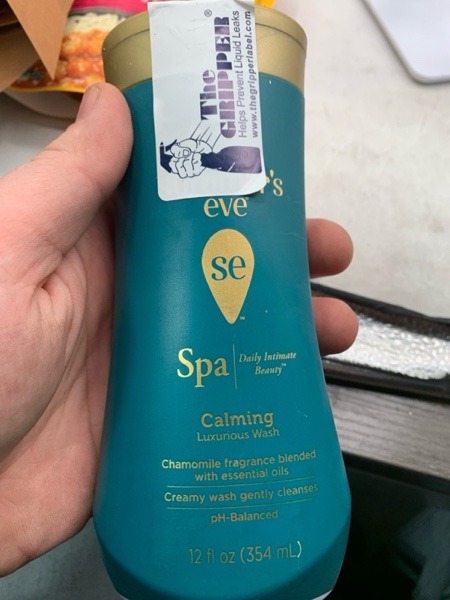 The
GRIPPER®
Helps Prevent Liquid Leaks
www.thegripperlabel.com
r's
eve
se
Spa
Daily Intimate
Beauty™
Calming
Luxurious Wash
Chamomile fragrance blended
with essential oils
Creamy wash gently cleanses
pH-Balanced
12 fl oz (354 mL)